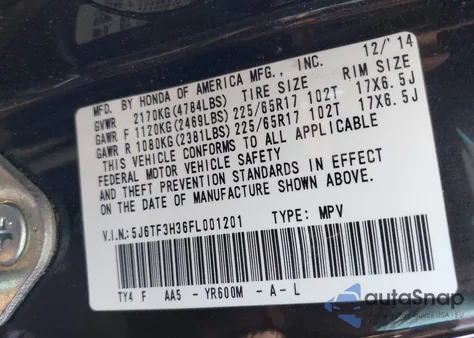 MFD. BY HONDA OF AMERICA MFG., INC. 12/'14
GVWR 2170KG(4784LBS) TIRE SIZE RIM SIZE
GAWR F 1120KG(2469LBS) 225/65R17 102T 17X6.5J
GAWR R 1080KG(2381LBS) 225/65R17 102T 17X6.5J
THIS VEHICLE CONFORMS TO ALL APPLICABLE
FEDERAL MOTOR VEHICLE SAFETY
AND THEFT PREVENTION STANDARDS IN EFFECT
ON THE DATE OF MANUFACTURE SHOWN ABOVE.
V.I.N.:5J6TF3H36FL001201 TYPE: MPV
TY4 F AA5 -YR600M -A-L
autoSnap